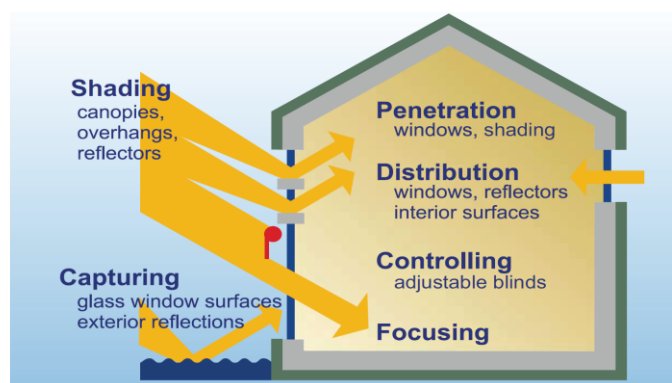 Shading
canopies,
overhangs,
reflectors
Capturing
glass window surfaces
exterior reflections
Penetration
windows, shading
Distribution
windows, reflectors
interior surfaces
Controlling
adjustable blinds
Focusing